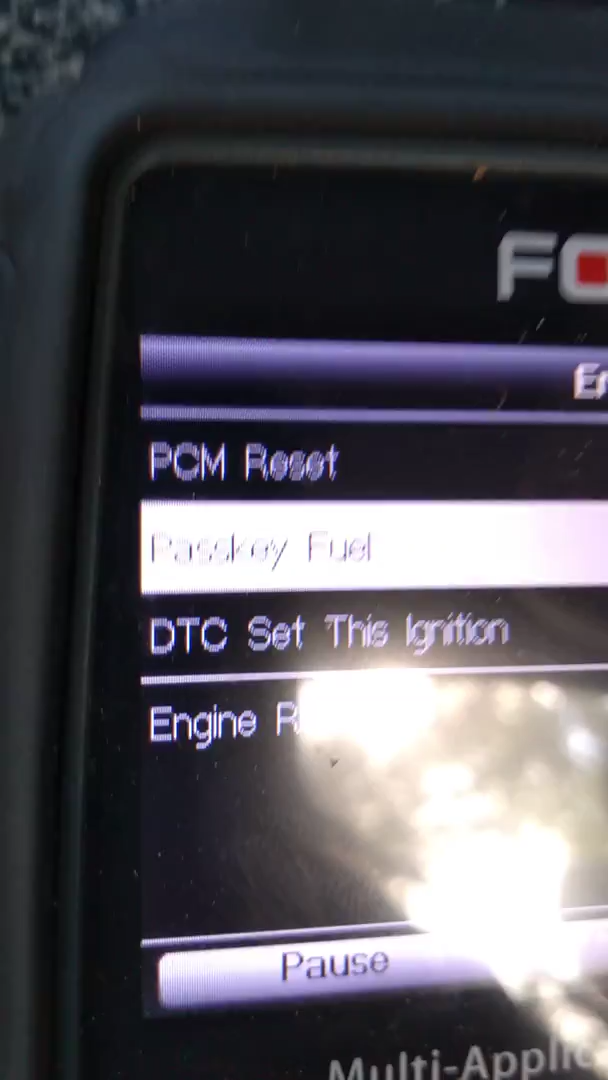 PCM Reset
Passkey Fuel
DTC Set This Ignition
Engine
Pause